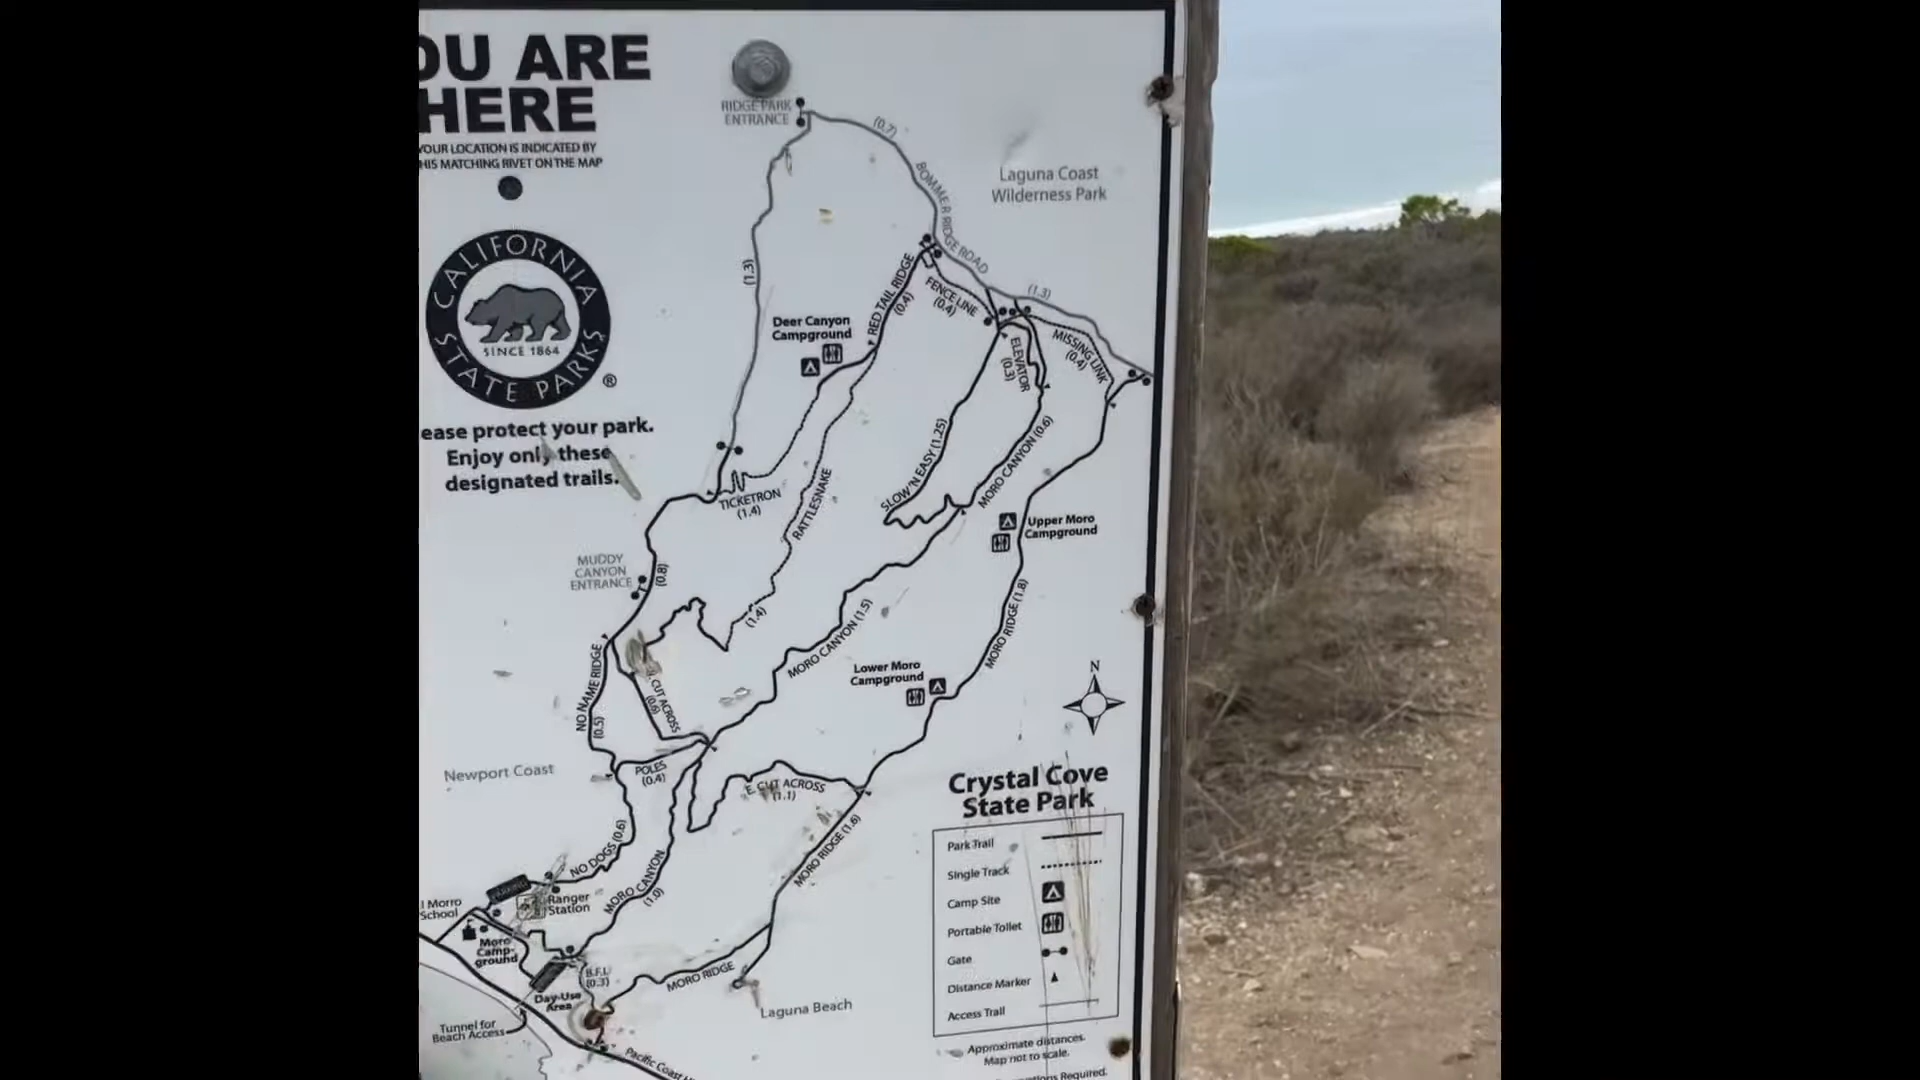 OU ARE
HERE
YOUR LOCATION IS INDICATED BY
HIS MATCHING RIVET ON THE MAP
CALIFORNIA
STATE PARKS
SINCE 1864
®
ease protect your park.
Enjoy only these
designated trails.
RIDGE PARK
ENTRANCE
(0.7)
BOMMER RIDGE ROAD
Laguna Coast
Wilderness Park
(1.3)
(1.3)
RED TAIL RIDGE
(0.4)
FENCE LINE
(0.4)
Deer Canyon
Campground
ELEVATOR
(0.3)
MISSING LINK
(0.4)
SLOW 'N EASY (1.25)
MORO CANYON (0.6)
TICKETRON
(1.4)
RATTLESNAKE
(1.4)
Upper Moro
Campground
MUDDY
CANYON
ENTRANCE
(0.8)
MORO CANYON (1.5)
MORO RIDGE (1.8)
NO NAME RIDGE
(0.5)
CUT ACROSS
(0.6)
Lower Moro
Campground
N
Newport Coast
POLES
(0.4)
E. CUT ACROSS
(1.1)
MORO RIDGE (1.6)
NO DOGS (0.6)
MORO CANYON
(1.0)
PARKING
Ranger
Station
l Morro
School
Moro
Camp-
ground
B.F.I.
(0.3)
Day-Use
Area
MORO RIDGE
Laguna Beach
Tunnel for
Beach Access
Pacific Coast H
Crystal Cove
State Park
Park Trail
Single Track
Camp Site
Portable Toilet
Gate
Distance Marker
Access Trail
Approximate distances.
Map not to scale.
Required.